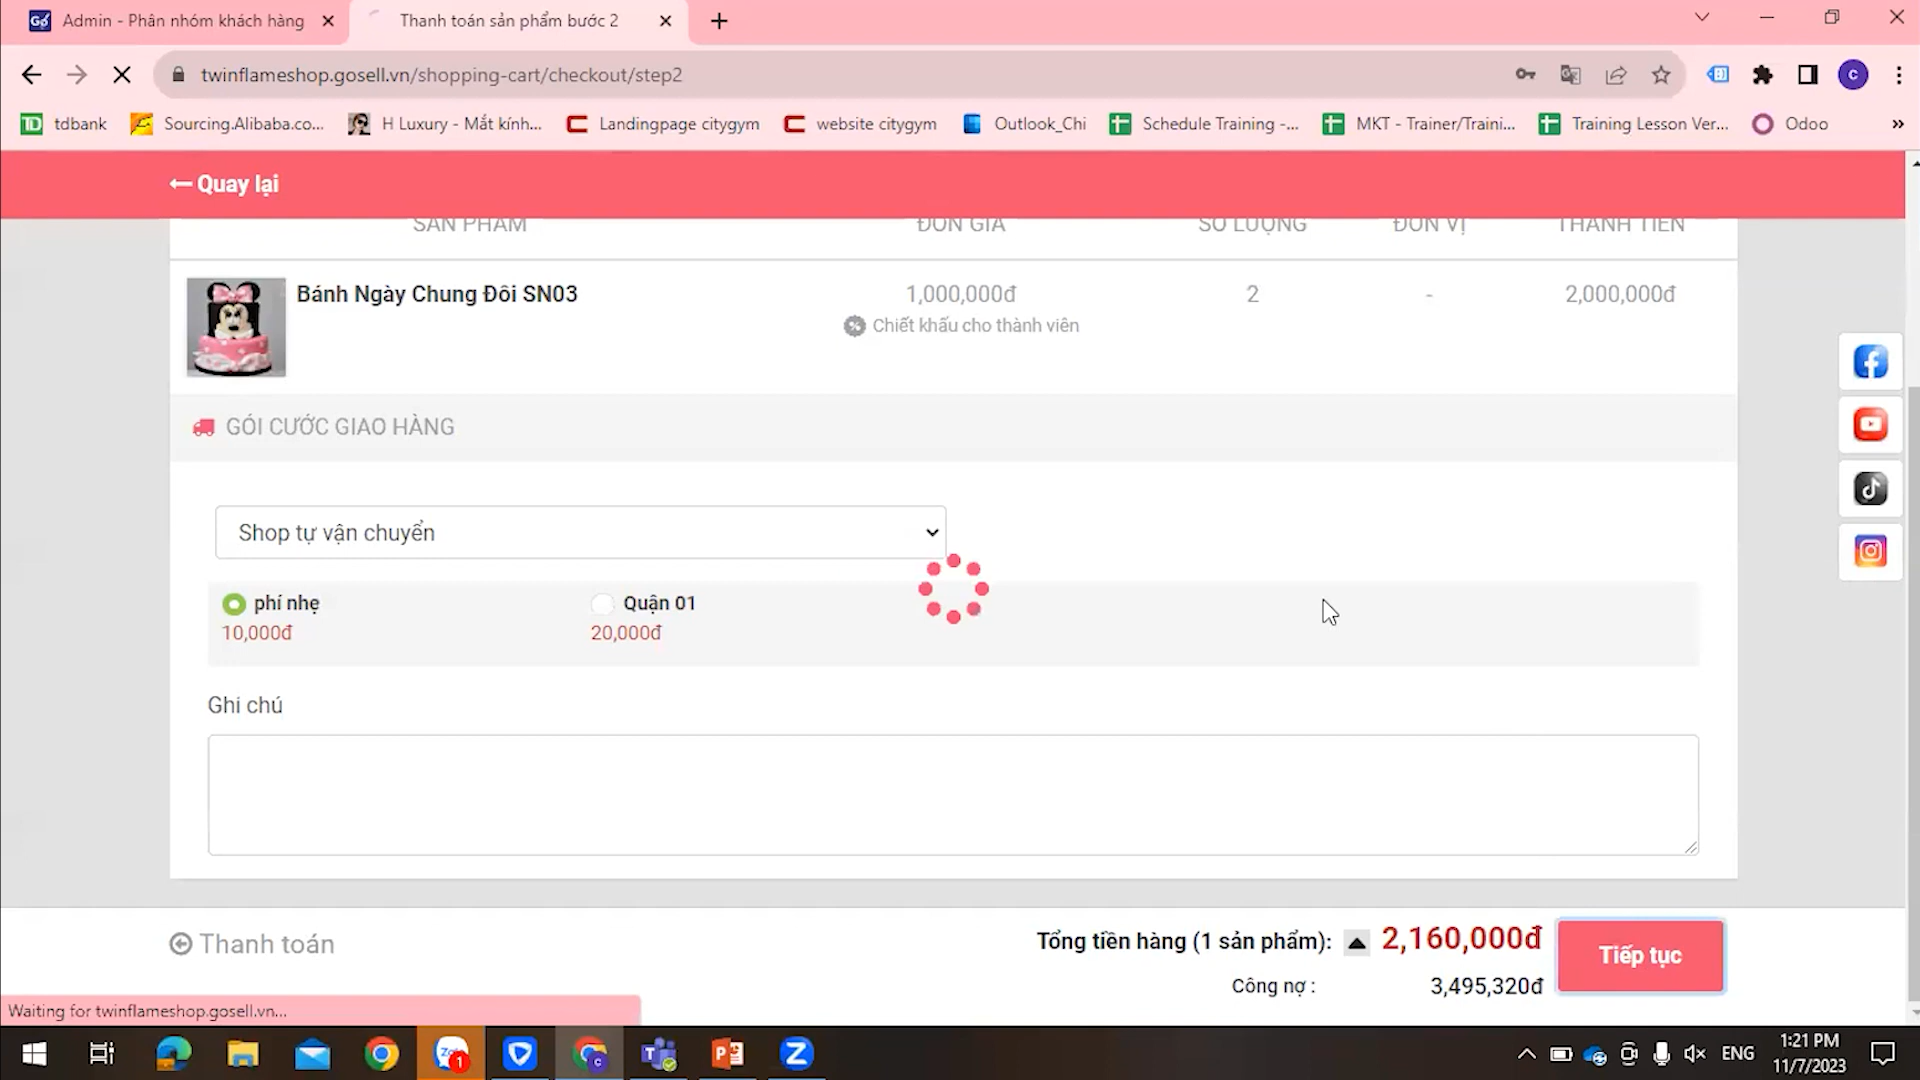 Admin - Phân nhóm khách hàng
Thanh toán sản phẩm bước 2
twinflameshop.gosell.vn/shopping-cart/checkout/step2
tdbank
Sourcing.Alibaba.co...
H Luxury - Mắt kính...
Landingpage citygym
website citygym
Outlook_Chi
Schedule Training -...
MKT - Trainer/Traini...
Training Lesson Ver...
Odoo
»
Quay lại
SẢN PHẨM ĐƠN GIÁ SỐ LƯỢNG ĐƠN VỊ THÀNH TIỀN
Bánh Ngày Chung Đôi SN03 1,000,000đ 2 - 2,000,000đ
Chiết khấu cho thành viên
GÓI CƯỚC GIAO HÀNG
Shop tự vận chuyển
phí nhẹ Quận 01
10,000đ 20,000đ
Ghi chú
Thanh toán
Tổng tiền hàng (1 sản phẩm): 2,160,000đ
Công nợ : 3,495,320đ
Tiếp tục
Waiting for twinflameshop.gosell.vn...
ENG
1:21 PM
11/7/2023